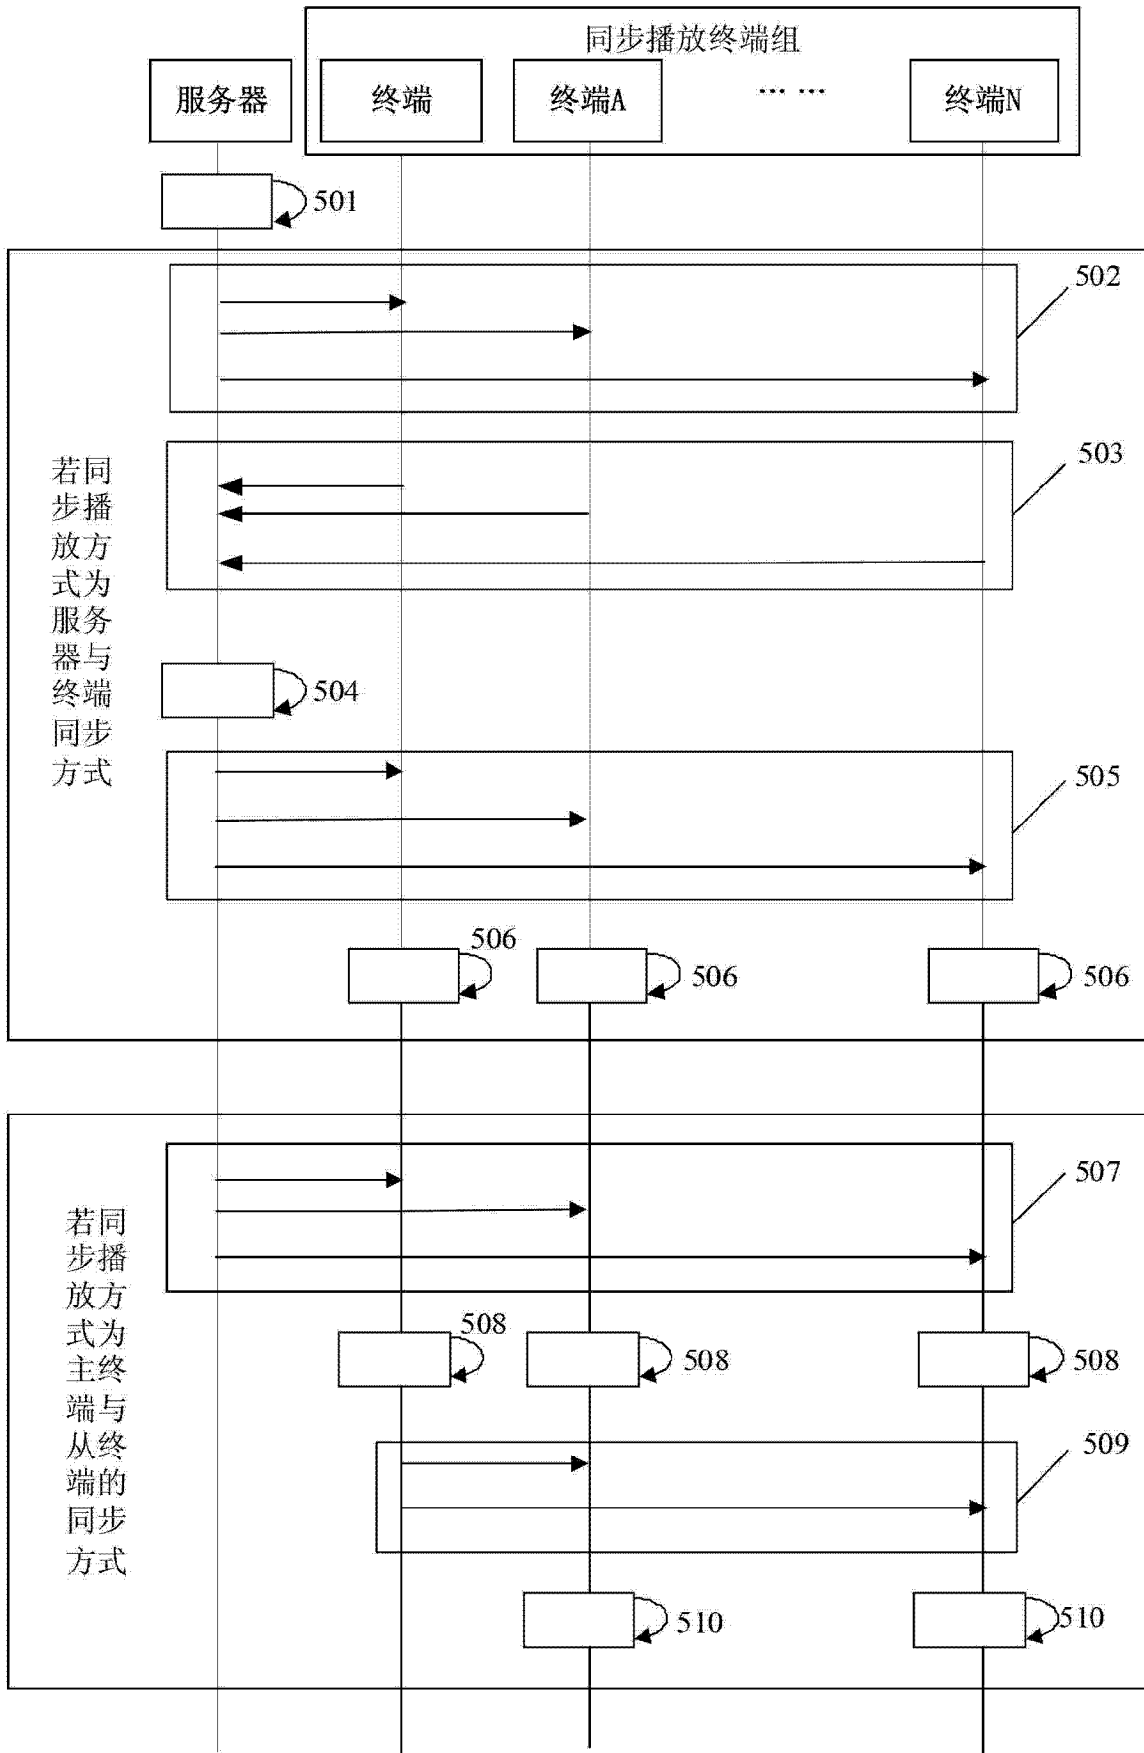 同步播放终端组
服务器
终端
终端A
… …
终端N
501
502
503
若同
步播
放方
式为
服务
器与
终端
同步
方式
504
505
506
506
506
507
若同
步播
放方
式为
主终
端与
从终
端的
同步
方式
508
508
508
509
510
510